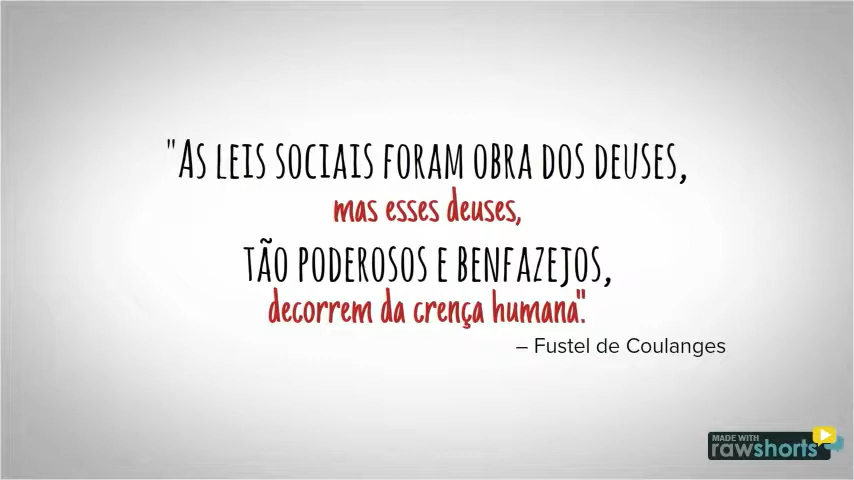 "As leis sociais foram obra dos deuses,
mas esses deuses,
tão poderosos e benfazejos,
decorrem da crença humana".
– Fustel de Coulanges
MADE WITH
rawshorts